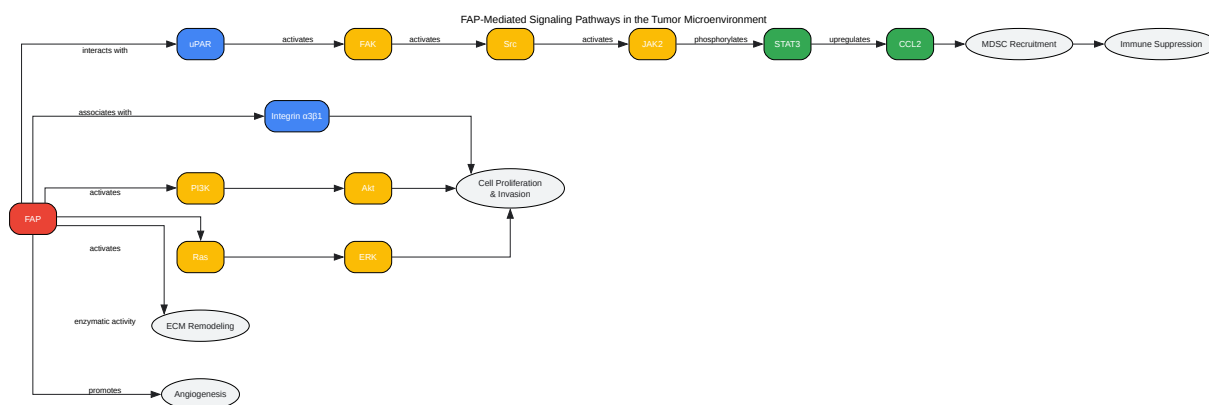 FAP-Mediated Signaling Pathways in the Tumor Microenvironment
interacts with
uPAR
activates
FAK
activates
Src
activates
JAK2
phosphorylates
STAT3
upregulates
CCL2
MDSC Recruitment
Immune Suppression
associates with
Integrin α3β1
activates
PI3K
Akt
Cell Proliferation
& Invasion
FAP
activates
Ras
ERK
enzymatic activity
ECM Remodeling
promotes
Angiogenesis